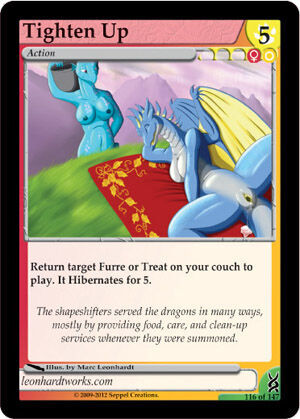 Tighten Up
5
Action
Return target Furre or Treat on your couch to
play. It Hibernates for 5.
The shapeshifters served the dragons in many ways,
mostly by providing food, care, and clean-up
services whenever they were summoned.
Illus. by Marc Leonhardt
leonhardtworks.com
© 2009-2012 Seppel Creations.
116 of 147